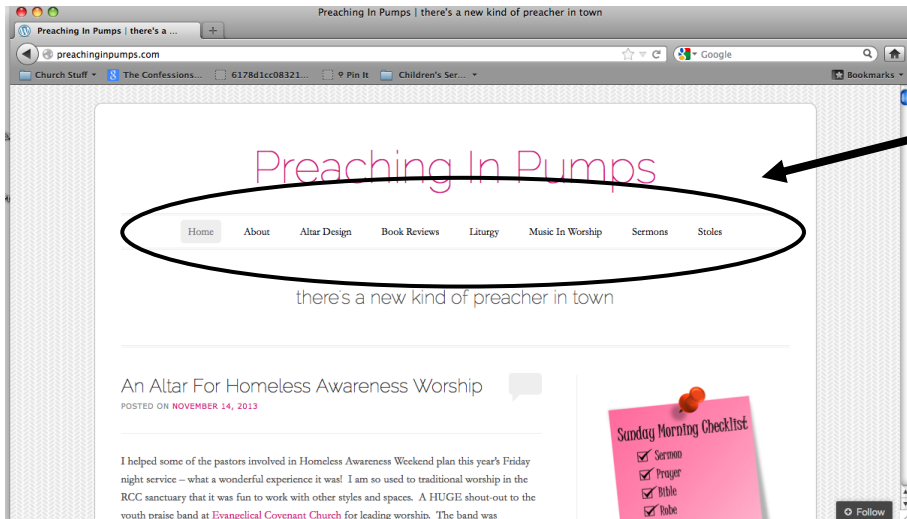 Preaching In Pumps | there's a new kind of preacher in town
Preaching In Pumps | there's a ...
preachinginpumps.com
Google
Church Stuff
The Confessions...
6178d1cc08321...
Pin It
Children's Ser...
Bookmarks
Preaching In Pumps
Home About Altar Design Book Reviews Liturgy Music In Worship Sermons Stoles
there's a new kind of preacher in town
An Altar For Homeless Awareness Worship
POSTED ON NOVEMBER 14, 2013
I helped some of the pastors involved in Homeless Awareness Weekend plan this year's Friday
night service – what a wonderful experience it was! I am so used to traditional worship in the
RCC sanctuary that it was fun to work with other styles and spaces. A HUGE shout-out to the
youth praise band at Evangelical Covenant Church for leading worship. The band was
Sunday Morning Checklist
Sermon
Prayer
Bible
Robe
Follow